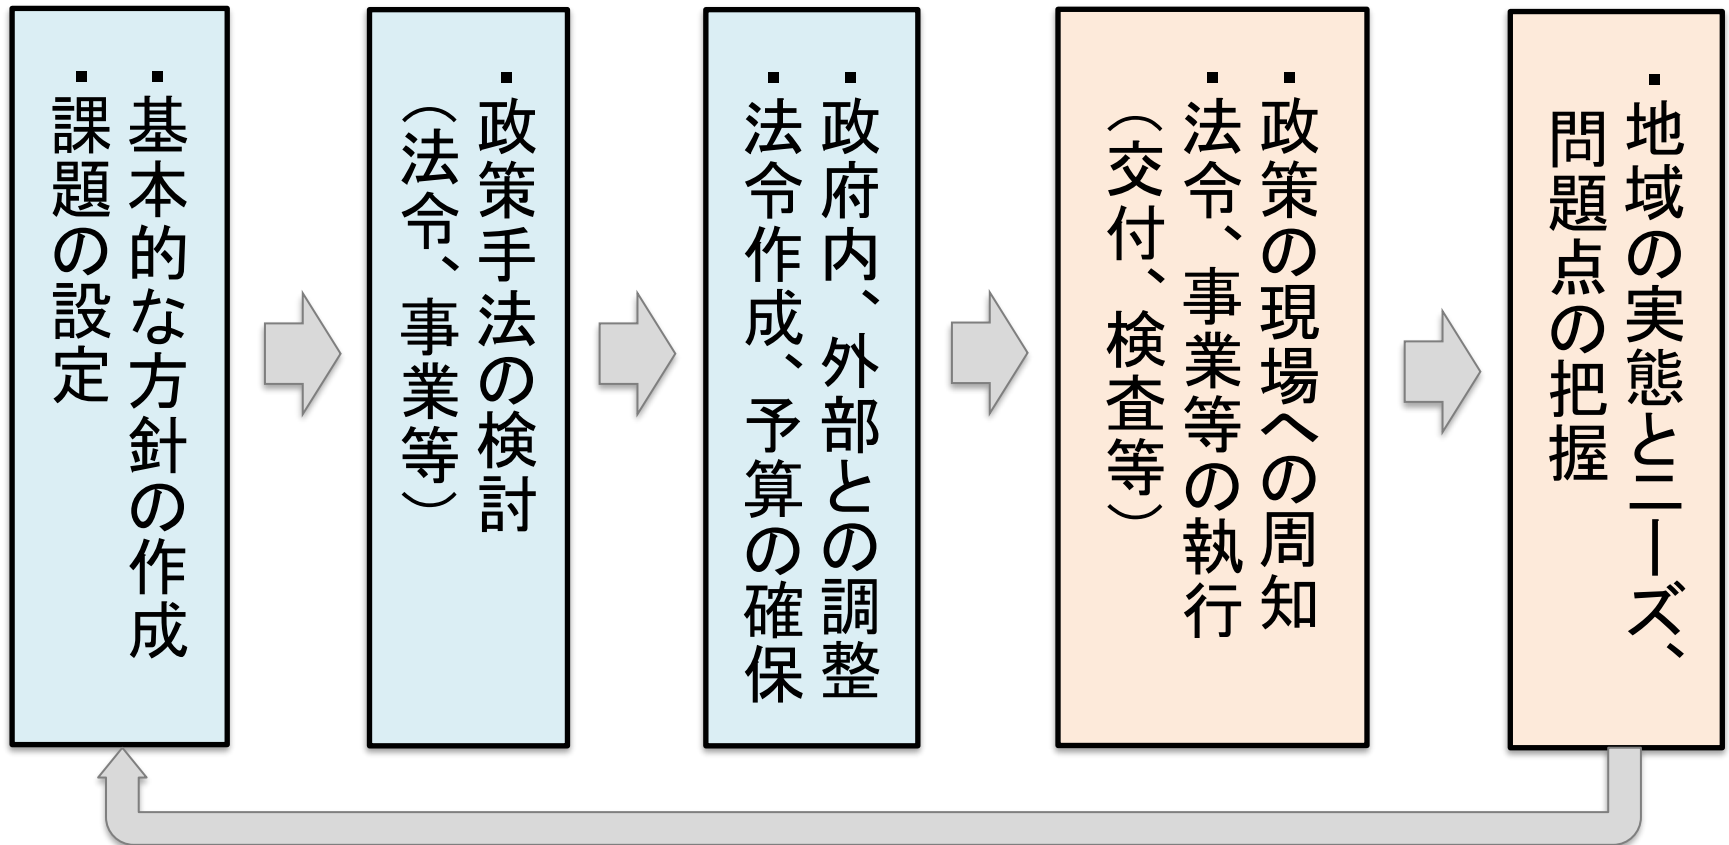 ・基本的な方針の作成
・課題の設定
・政策手法の検討
（法令、事業等）
・政府内、外部との調整
・法令作成、予算の確保
・政策の現場への周知
・法令、事業等の執行
（交付、検査等）
・地域の実態とニーズ、
問題点の把握